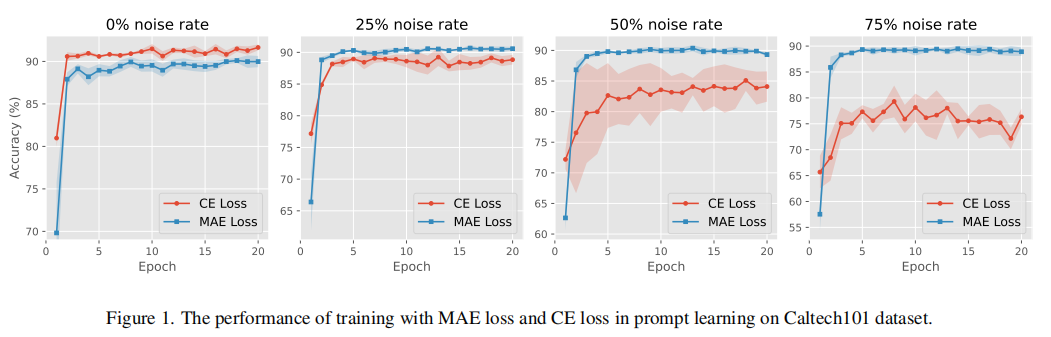 0% noise rate
25% noise rate
50% noise rate
75% noise rate
Accuracy (%)
90
85
80
75
70
0
5
10
15
20
Epoch
CE Loss
MAE Loss
90
85
80
75
70
65
0
5
10
15
20
Epoch
CE Loss
MAE Loss
90
85
80
75
70
65
60
0
5
10
15
20
Epoch
CE Loss
MAE Loss
90
85
80
75
70
65
60
55
0
5
10
15
20
Epoch
CE Loss
MAE Loss
Figure 1. The performance of training with MAE loss and CE loss in prompt learning on Caltech101 dataset.